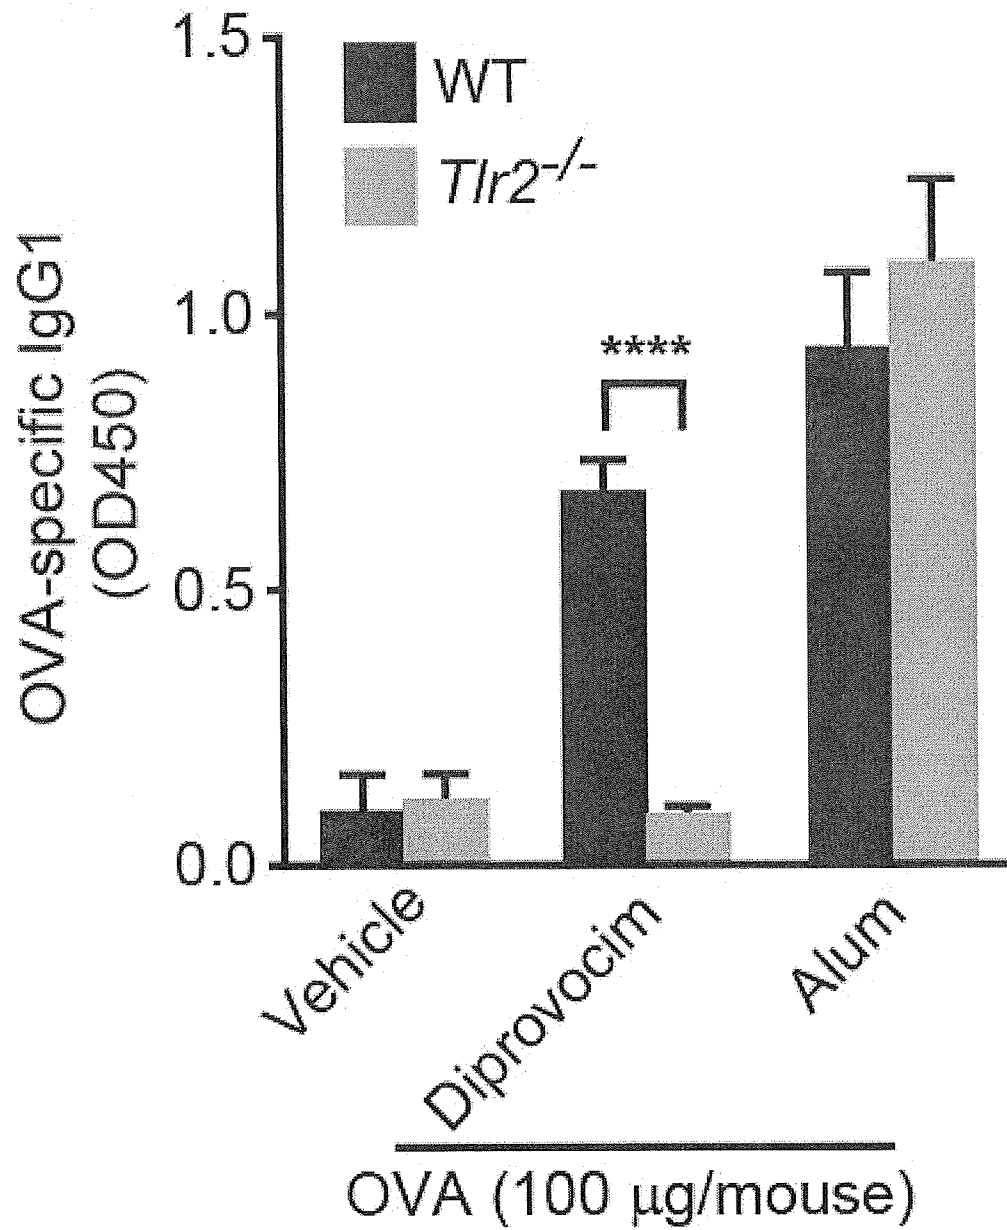 OVA-specific IgG1
(OD450)
1.5
1.0
0.5
0.0
WT
Tlr2-/-
****
Vehicle
Diprovocim
Alum
OVA (100 μg/mouse)